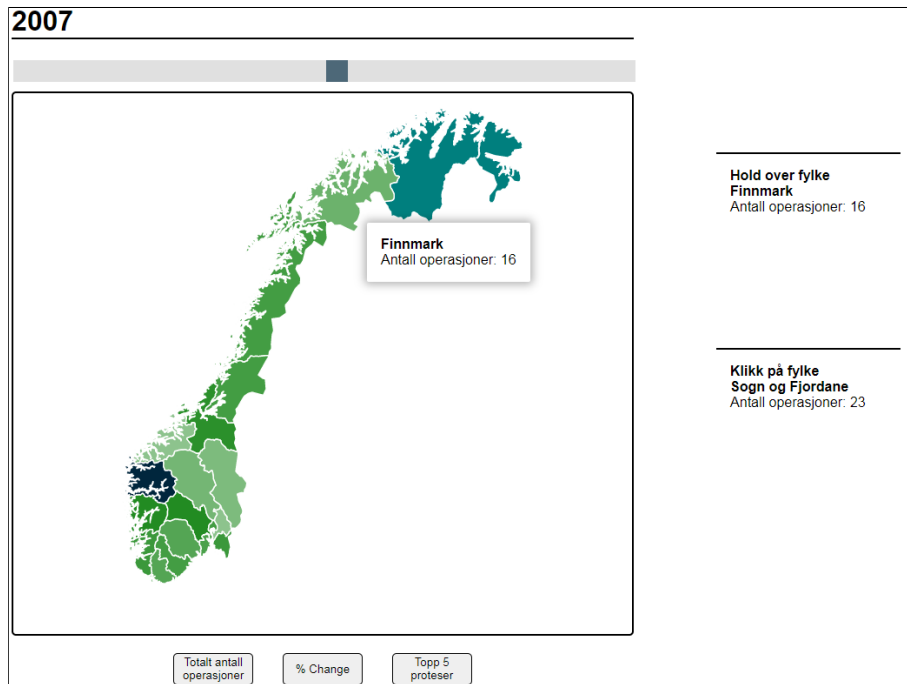 2007
Finnmark
Antall operasjoner: 16
Hold over fylke
Finnmark
Antall operasjoner: 16
Klikk på fylke
Sogn og Fjordane
Antall operasjoner: 23
Totalt antall
operasjoner
% Change
Topp 5
proteser